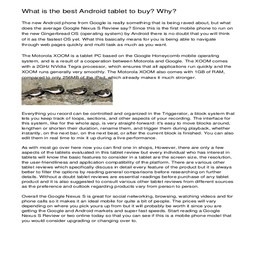 What is the best Android tablet to buy? Why?
The new Android phone from Google is really something that is being raved about, but what
does the average Google Nexus S Review say? Since this is the first mobile phone to run on
the new Gingerbread OS (operating system) by Android there is no doubt that you will think
of it as the fastest OS yet. What this basically means for you is being able to navigate
through web pages quickly and multi task as much as you want.
The Motorola XOOM is a tablet PC based on the Google Honeycomb mobile operating
system, and is a result of a cooperation between Motorola and Google. The XOOM comes
with a 2GHz NVidia Tegra processor, which ensures that all applications run quickly and the
XOOM runs generally very smoothly. The Motorola XOOM also comes with 1GB of RAM,
compared to only 256MB of the iPad, which already makes it much stronger.
Everything you record can be controlled and organized in the Triggerator, a block system that
lets you keep track of loops, sections, and other aspects of your recording. The interface for
this system, like for the whole app, is very straight-forward: it's easy to move blocks around,
lengthen or shorten their duration, rename them, and trigger them during playback, whether
instantly, on the next bar, on the next beat, or after the current block is finished. You can also
edit them in real time to mix it up during a live performance.
As with most go over here now you can find one in shops. However, there are only a few
aspects of the tablets evaluated in this tablet review but every individual who has interest in
tablets will know the basic features to consider in a tablet are the screen size, the resolution,
the user-friendliness and application compatibility of the platform. There are various other
tablet reviews which specifically discuss in detail every feature of the product but it is always
better to filter the options by reading general comparisons before researching on further
details. Without a doubt tablet reviews are essential readings before purchase of any tablet
product and it is also suggested to consult various other tablet reviews from different sources
as the preference and outlook regarding products vary from person to person.
Overall the Google Nexus S is great for social networking, browsing, watching videos and for
phone calls so it makes it an ideal mobile for quite a bit of people. The prices will vary
depending on where you pick yours up from but it will probably be worth it since you are
getting the Google and Android markets and super fast speeds. Start reading a Google
Nexus S Review or two online today so that you can see if this is a mobile phone model that
you would consider upgrading or changing over to.